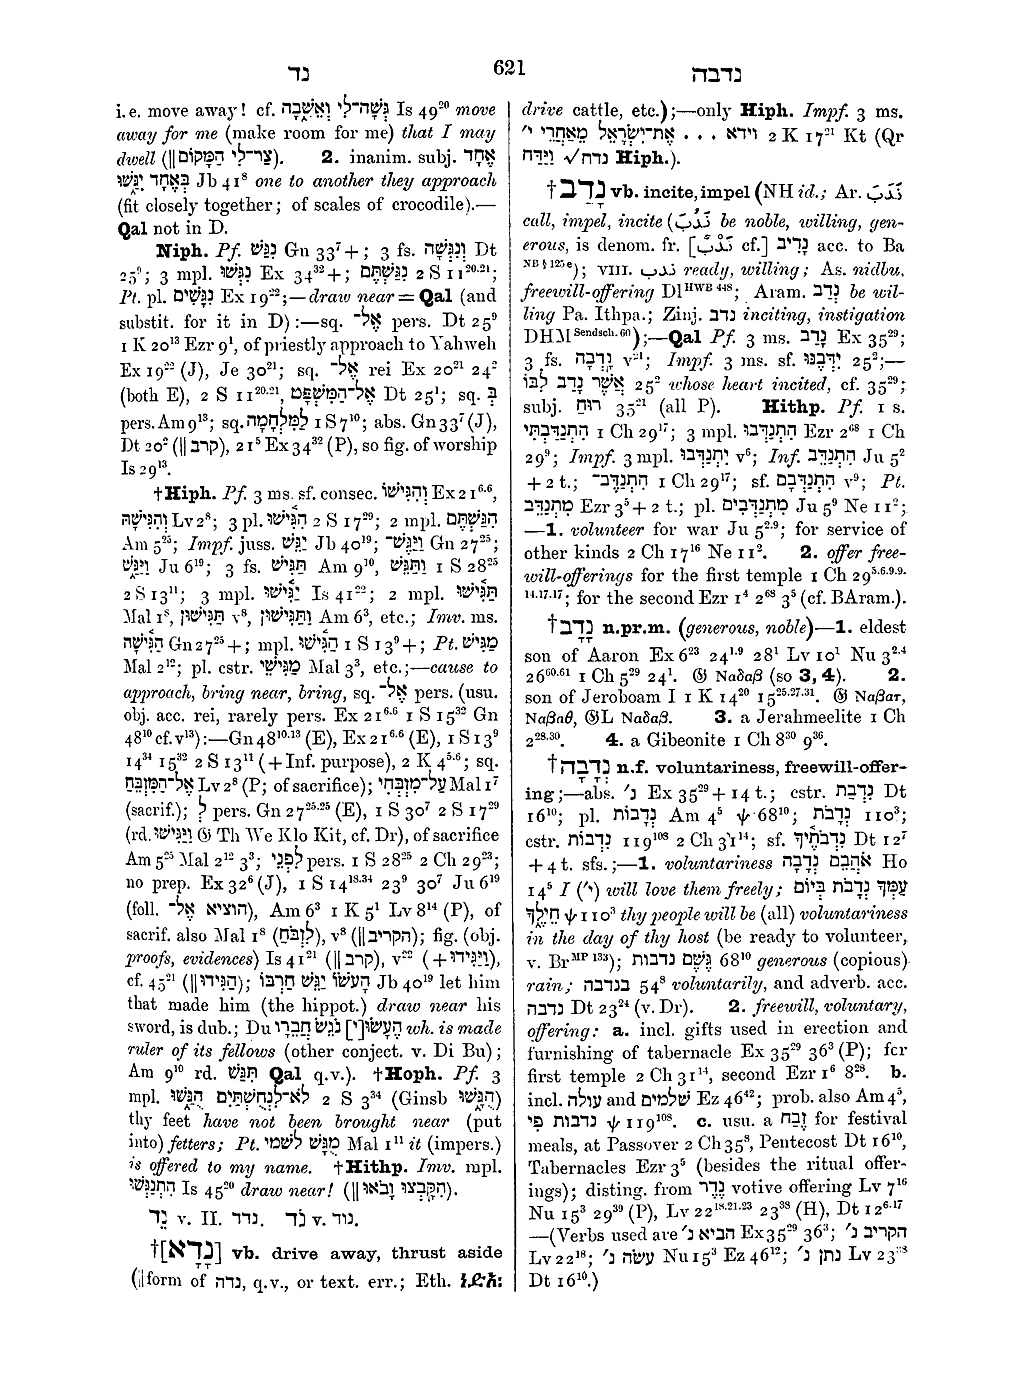 נד
621
נדבה
i.e. move away! cf. גְּשָׁה־לִּי וְאֵשֵׁבָה Is 49²⁰ move
away for me (make room for me) that I may
dwell (‖צַר־לִי הַמָּקוֹם). 2. inanim. subj. אֶחָד
בְּאֶחָד יִגַּשׁוּ Jb 41⁸ one to another they approach
(fit closely together; of scales of crocodile).—
Qal not in D.
Niph. Pf. נִגַּשׁ Gn 33⁷ +; 3 fs. וְנִגְּשָׁה Dt
25⁹; 3 mpl. נִגְּשׁוּ Ex 34³² +; נִגַּשְׁתֶּם 2 S 11²⁰·²¹;
Pt. pl. נִגָּשִׁים Ex 19²²;—draw near = Qal (and
substit. for it in D):—sq. אֶל־ pers. Dt 25⁹
1 K 20¹³ Ezr 9¹, of priestly approach to Yahweh
Ex 19²² (J), Je 30²¹; sq. אֶל־ rei Ex 20²¹ 24²
(both E), 2 S 11²⁰·²¹, אֶל־הַמִּשְׁפָּט Dt 25¹; sq. בְּ
pers. Am 9¹³; sq. לַמִּלְחָמָה 1 S 7¹⁰; abs. Gn 33⁷ (J),
Dt 20² (‖קרב), 21⁵ Ex 34³² (P), so fig. of worship
Is 29¹³.
†Hiph. Pf. 3 ms. sf. consec. וְהִגִּישׁוֹ Ex 21⁶·⁶,
וְהִגִּישָׁהּ Lv 2⁸; 3 pl. הִגִּישׁוּ 2 S 17²⁹; 2 mpl. הִגַּשְׁתֶּם
Am 5²⁵; Impf. juss. יַגֵּשׁ Jb 40¹⁹; וַיַּגֶּשׁ־ Gn 27²⁵;
וַיַּגֵּשׁ Ju 6¹⁹; 3 fs. תַּגִּישׁ Am 9¹⁰, וַתַּגֵּשׁ 1 S 28²⁵
2 S 13¹¹; 3 mpl. יַגִּישׁוּ Is 41²²; 2 mpl. תַּגִּישׁוּ
Mal 1⁸, תַּגִּישׁוּן v⁸, וַתַּגִּישׁוּן Am 6³, etc.; Imv. ms.
הַגִּישָׁה Gn 27²⁵ +; mpl. הַגִּישׁוּ 1 S 13⁹ +; Pt. מַגִּישׁ
Mal 2¹²; pl. cstr. מַגִּישֵׁי Mal 3³, etc.;—cause to
approach, bring near, bring, sq. אֶל־ pers. (usu.
obj. acc. rei, rarely pers. Ex 21⁶·⁶ 1 S 15³² Gn
48¹⁰ cf. v¹³):—Gn 48¹⁰·¹³ (E), Ex 21⁶·⁶ (E), 1 S 13⁹
14³⁴ 15³² 2 S 13¹¹ (+ Inf. purpose), 2 K 4⁵·⁶; sq.
אֶל־הַמִּזְבֵּחַ Lv 2⁸ (P; of sacrifice); עַל־מִזְבְּחִי Mal 1⁷
(sacrif.); לְ pers. Gn 27²⁵·²⁵ (E), 1 S 30⁷ 2 S 17²⁹
(rd. וַיַּגִּישׁוּ 𝔊 Th We Klo Kit, cf. Dr), of sacrifice
Am 5²⁵ Mal 2¹² 3³; לִפְנֵי pers. 1 S 28²⁵ 2 Ch 29²³;
no prep. Ex 32⁶ (J), 1 S 14¹⁸·³⁴ 23⁹ 30⁷ Ju 6¹⁹
(foll. הוציא אֶל־), Am 6³ 1 K 5¹ Lv 8¹⁴ (P), of
sacrif. also Mal 1⁸ (לִזְבֹּחַ), v⁸ (‖הקריב); fig. (obj.
proofs, evidences) Is 41²¹ (‖קרב), v²² (+וְיַגִּידוּ),
cf. 45²¹ (‖הַגִּידוּ); הָעֹשׂוֹ יַגֵּשׁ חַרְבּוֹ Jb 40¹⁹ let him
that made him (the hippot.) draw near his
sword, is dub.; Du הֶעָשׂוּ[י] נֹגֵשׂ חֲבֵרָו wh. is made
ruler of its fellows (other conject. v. Di Bu);
Am 9¹⁰ rd. תִּגַּשׁ Qal q.v.). †Hoph. Pf. 3
mpl. לֹא־לִנְחֻשְׁתַּיִם הֻגָּשׁוּ 2 S 3³⁴ (Ginsb הֻגַּשׁוּ)
thy feet have not been brought near (put
into) fetters; Pt. מֻגָּשׁ לִשְׁמִי Mal 1¹¹ it (impers.)
is offered to my name. †Hithp. Imv. mpl.
הִתְנַגְּשׁוּ Is 45²⁰ draw near! (‖הִקָּבְצוּ וָבֹאוּ).
נֵד v. II. נדד. נֹד v. נוד.
†[נָדָא] vb. drive away, thrust aside
(‖form of נדה, q.v., or text. err.; Eth. ነድአ:
drive cattle, etc.);—only Hiph. Impf. 3 ms.
וידא . . . אֶת־יִשְׂרָאֵל מֵאַחֲרֵי י׳ 2 K 17²¹ Kt (Qr
וַיַּדַּח √נדח Hiph.).
†נָדַב vb. incite, impel (NH id.; Ar. نَدَبَ
call, impel, incite (نَدُبَ be noble, willing, gen-
erous, is denom. fr. [نَدْبٌ cf.] נָדִיב acc. to Ba
ᴺᴮ § ¹²⁵ ᵉ); VIII. ندب ready, willing; As. nidbu,
freewill-offering Dlᴴᵂᴮ ⁴⁴⁸; Aram. נְדַב be wil-
ling Pa. Ithpa.; Zinj. נדב inciting, instigation
DHMˢᵉⁿᵈˢᶜʰ· ⁶⁰);—Qal Pf. 3 ms. נָדַב Ex 35²⁹;
3 fs. נָדְבָה v²¹; Impf. 3 ms. sf. יִדְּבֶנּוּ 25²;—
אֲשֶׁר נָדַב לִבּוֹ 25² whose heart incited, cf. 35²⁹;
subj. רוּחַ 35²¹ (all P). Hithp. Pf. 1 s.
הִתְנַדַּבְתִּי 1 Ch 29¹⁷; 3 mpl. הִתְנַדְּבוּ Ezr 2⁶⁸ 1 Ch
29⁹; Impf. 3 mpl. יִתְנַדְּבוּ v⁶; Inf. הִתְנַדֵּב Ju 5²
+ 2 t.; הִתְנַדֶּב־ 1 Ch 29¹⁷; sf. הִתְנַדְּבָם v⁹; Pt.
מִתְנַדֵּב Ezr 3⁵ + 2 t.; pl. מִתְנַדְּבִים Ju 5⁹ Ne 11²;
—1. volunteer for war Ju 5²·⁹; for service of
other kinds 2 Ch 17¹⁶ Ne 11². 2. offer free-
will-offerings for the first temple 1 Ch 29⁵·⁶·⁹·⁹·
¹⁴·¹⁷·¹⁷; for the second Ezr 1⁴ 2⁶⁸ 3⁵ (cf. BAram.).
†נָדָב n.pr.m. (generous, noble)—1. eldest
son of Aaron Ex 6²³ 24¹·⁹ 28¹ Lv 10¹ Nu 3²·⁴
26⁶⁰·⁶¹ 1 Ch 5²⁹ 24¹. 𝔊 Ναδαβ (so 3, 4). 2.
son of Jeroboam I 1 K 14²⁰ 15²⁵·²⁷·³¹. 𝔊 Ναβατ,
Ναβαθ, 𝔊L Ναδαβ. 3. a Jerahmeelite 1 Ch
2²⁸·³⁰. 4. a Gibeonite 1 Ch 8³⁰ 9³⁶.
†נְדָבָה n.f. voluntariness, freewill-offer-
ing;—abs. נ׳ Ex 35²⁹ + 14 t.; cstr. נִדְבַת Dt
16¹⁰; pl. נְדָבוֹת Am 4⁵ ψ 68¹⁰; נְדָבֹת 110³;
cstr. נִדְבוֹת 119¹⁰⁸ 2 Ch 31¹⁴; sf. נִדְבֹתֶיךָ Dt 12⁷
+ 4 t. sfs.;—1. voluntariness אֹהֲבֵם נְדָבָה Ho
14⁵ I (י׳) will love them freely; עַמְּךָ נְדָבֹת בְּיוֹם
חֵילֶךָ ψ 110³ thy people will be (all) voluntariness
in the day of thy host (be ready to volunteer,
v. Brᴹᴾ ¹³³); גֶּשֶׁם נדבות 68¹⁰ generous (copious)
rain; בנדבה 54⁸ voluntarily, and adverb. acc.
נדבה Dt 23²⁴ (v. Dr). 2. freewill, voluntary,
offering: a. incl. gifts used in erection and
furnishing of tabernacle Ex 35²⁹ 36³ (P); for
first temple 2 Ch 31¹⁴, second Ezr 1⁶ 8²⁸. b.
incl. עולה and שלמים Ez 46¹²; prob. also Am 4⁵,
נדבות פִּי ψ 119¹⁰⁸. c. usu. a זֶבַח for festival
meals, at Passover 2 Ch 35⁸, Pentecost Dt 16¹⁰,
Tabernacles Ezr 3⁵ (besides the ritual offer-
ings); disting. from נֶדֶר votive offering Lv 7¹⁶
Nu 15³ 29³⁹ (P), Lv 22¹⁸·²¹·²³ 23³⁸ (H), Dt 12⁶·¹⁷
—(Verbs used are הביא נ׳ Ex 35²⁹ 36³; הקריב נ׳
Lv 22¹⁸; עשׂה נ׳ Nu 15³ Ez 46¹²; נתן נ׳ Lv 23³⁸
Dt 16¹⁰.)